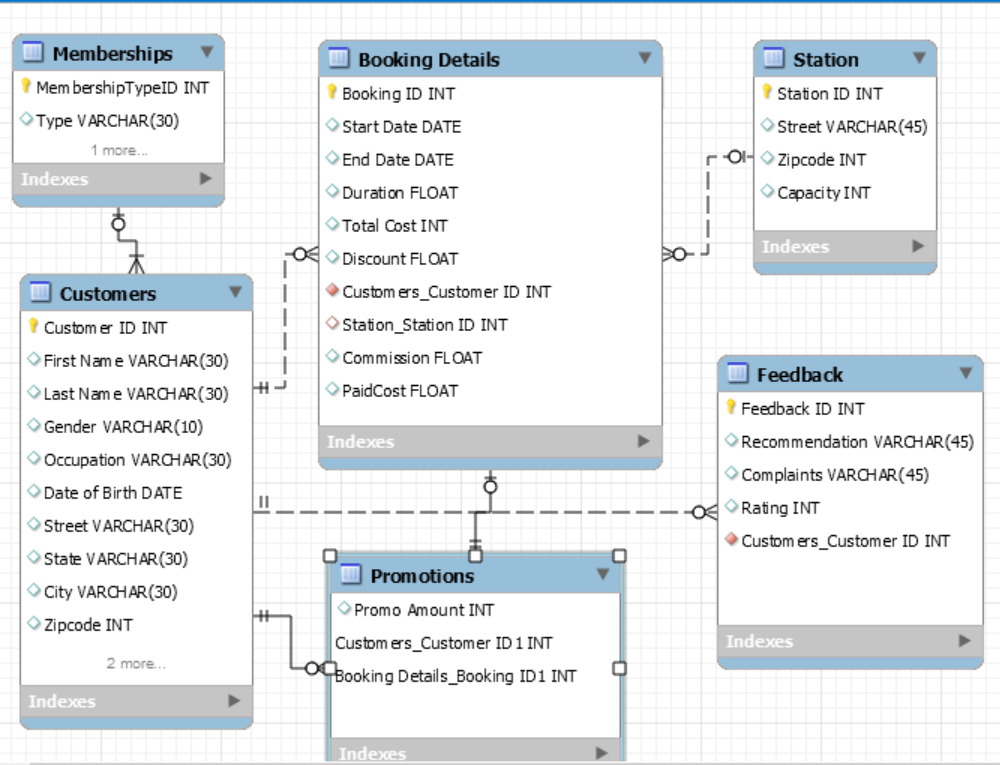 Memberships
MembershipTypeID INT
Type VARCHAR(30)
1 more...
Indexes
Customers
Customer ID INT
First Name VARCHAR(30)
Last Name VARCHAR(30)
Gender VARCHAR(10)
Occupation VARCHAR(30)
Date of Birth DATE
Street VARCHAR(30)
State VARCHAR(30)
City VARCHAR(30)
Zipcode INT
2 more...
Indexes
Booking Details
Booking ID INT
Start Date DATE
End Date DATE
Duration FLOAT
Total Cost INT
Discount FLOAT
Customers_Customer ID INT
Station_Station ID INT
Commission FLOAT
PaidCost FLOAT
Indexes
Promotions
Promo Amount INT
Customers_Customer ID1 INT
Booking Details_Booking ID1 INT
Indexes
Station
Station ID INT
Street VARCHAR(45)
Zipcode INT
Capacity INT
Indexes
Feedback
Feedback ID INT
Recommendation VARCHAR(45)
Complaints VARCHAR(45)
Rating INT
Customers_Customer ID INT
Indexes